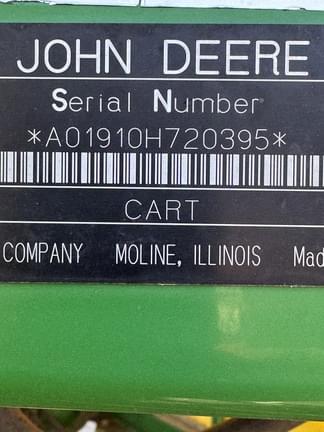 JOHN DEERE
Serial Number
*A01910H720395*
CART
COMPANY MOLINE, ILLINOIS Mad